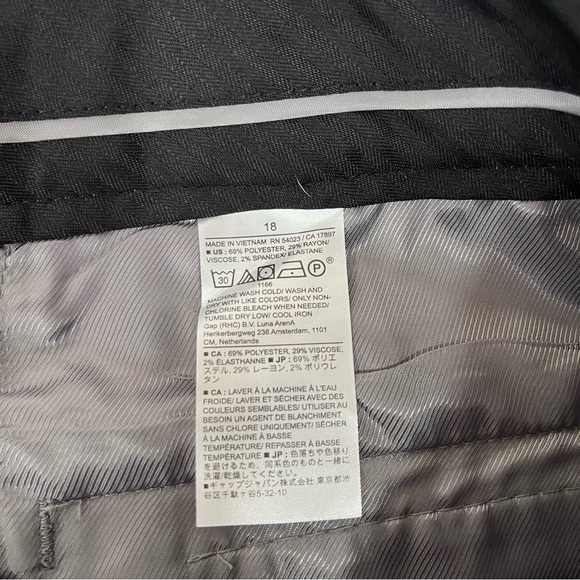 18
MADE IN VIETNAM RN 54023 / CA 17897
■ US : 69% POLYESTER, 29% RAYON/
VISCOSE, 2% SPANDEX/ ELASTANE
30
P
1166
MACHINE WASH COLD/ WASH AND
DRY WITH LIKE COLORS/ ONLY NON-
CHLORINE BLEACH WHEN NEEDED/
TUMBLE DRY LOW/ COOL IRON
Gap (RHC) B.V. Luna ArenA
Herikerbergweg 238 Amsterdam, 1101
CM, Netherlands
■ CA : 69% POLYESTER, 29% VISCOSE,
2% ÉLASTHANNE ■ JP : 69% ポリエ
ステル, 29% レーヨン, 2% ポリウレ
タン
■ CA : LAVER À LA MACHINE À L'EAU
FROIDE/ LAVER ET SÉCHER AVEC DES
COULEURS SEMBLABLES/ UTILISER AU
BESOIN UN AGENT DE BLANCHIMENT
SANS CHLORE UNIQUEMENT/ SÉCHER
À LA MACHINE À BASSE
TEMPÉRATURE/ REPASSER À BASSE
TEMPÉRATURE ■ JP : 色落ちや色移り
を避けるため、同系色のものと一緒に
洗濯/乾燥してください。
■ ギャップジャパン株式会社 東京都渋
谷区千駄ヶ谷5-32-10